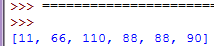 >>> ======================
>>>
[11, 66, 110, 88, 88, 90]